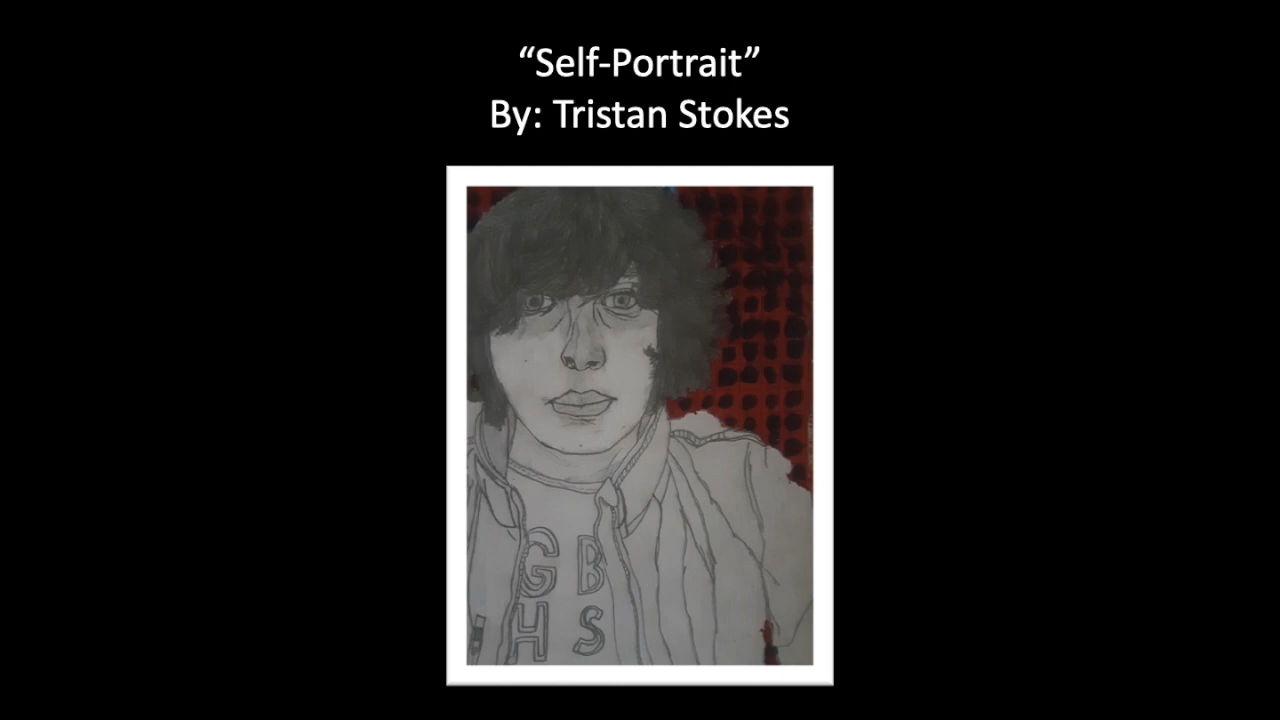 “Self-Portrait”
By: Tristan Stokes
G B
H S